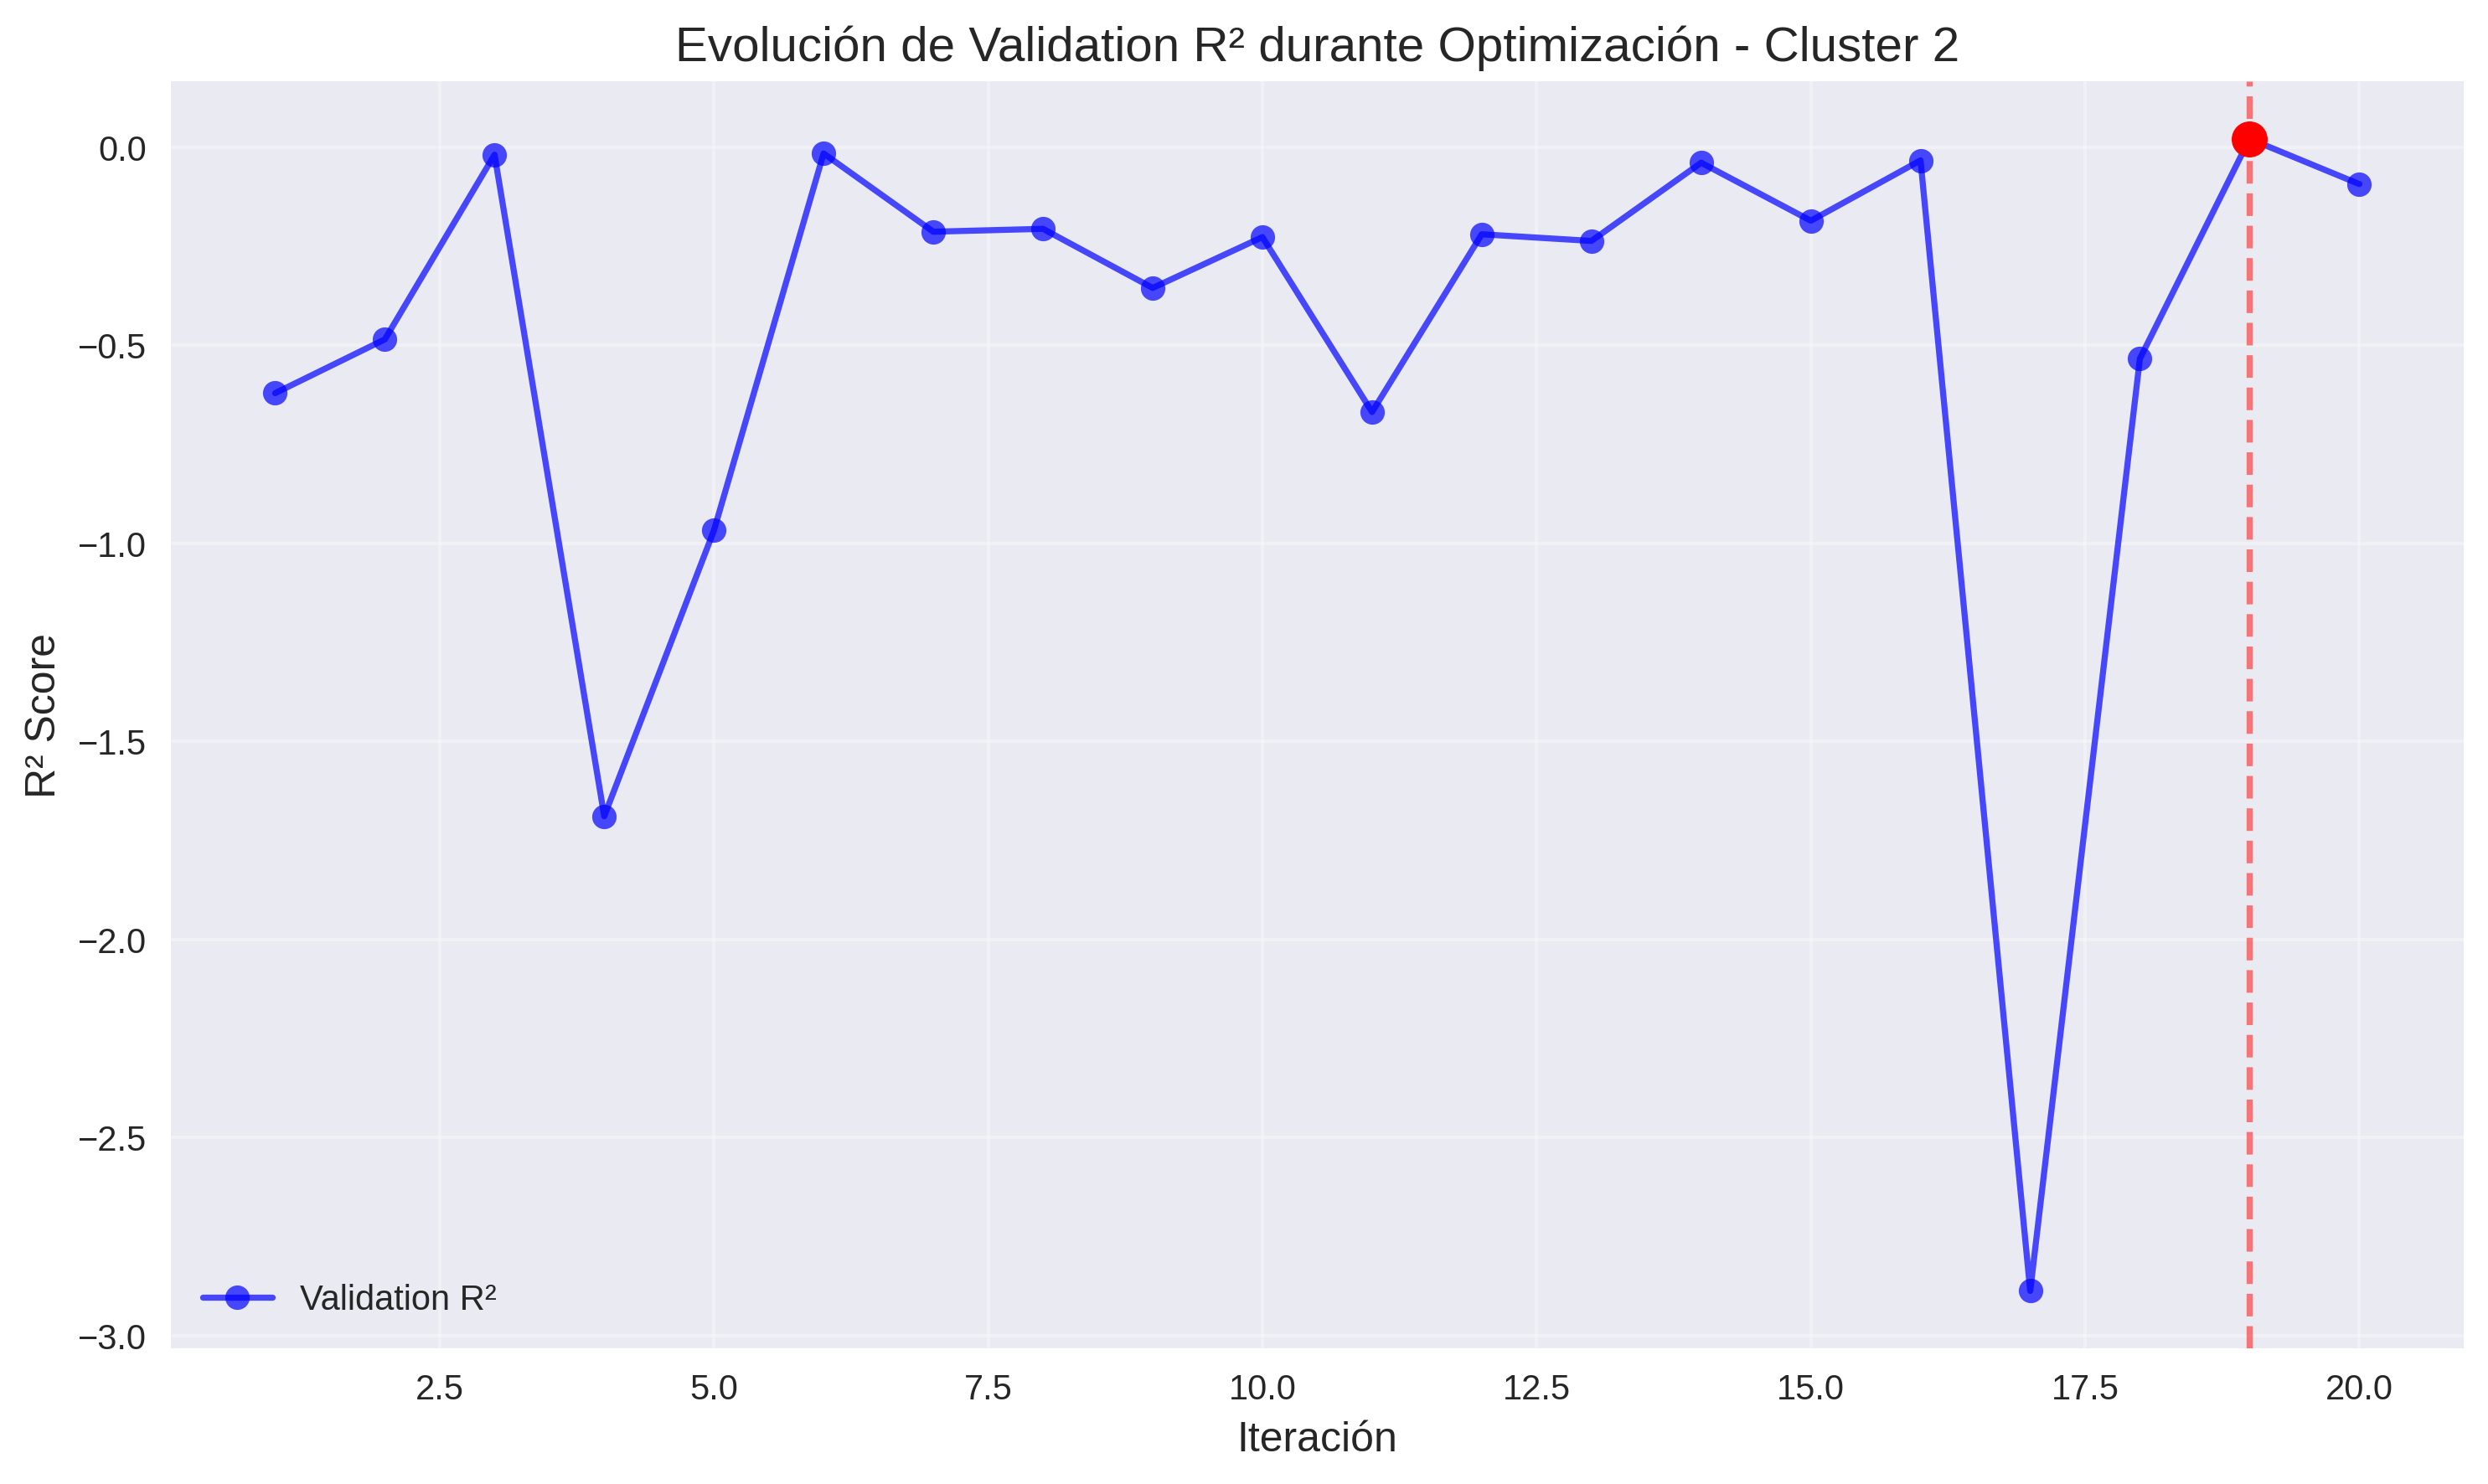 Evolución de Validation R² durante Optimización - Cluster 2
R² Score
0.0
−0.5
−1.0
−1.5
−2.0
−2.5
−3.0
Validation R²
2.5 5.0 7.5 10.0 12.5 15.0 17.5 20.0
Iteración